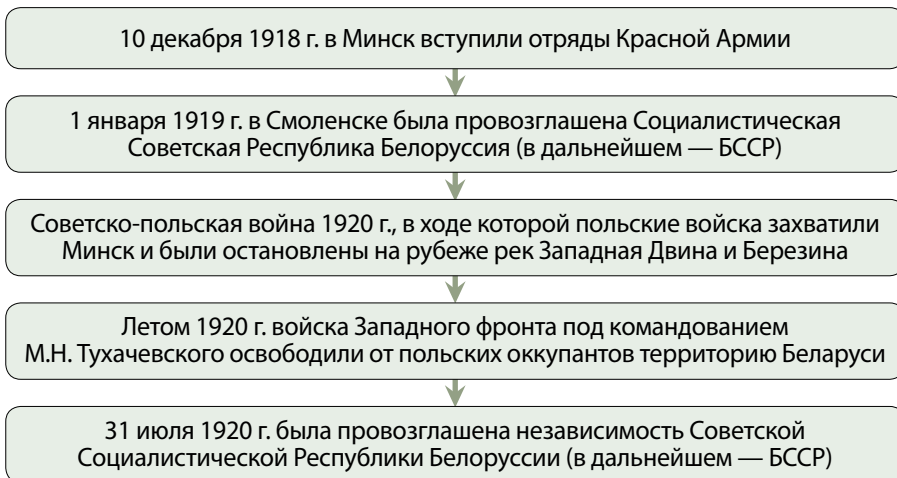 10 декабря 1918 г. в Минск вступили отряды Красной Армии
1 января 1919 г. в Смоленске была провозглашена Социалистическая
Советская Республика Белоруссия (в дальнейшем — БССР)
Советско-польская война 1920 г., в ходе которой польские войска захватили
Минск и были остановлены на рубеже рек Западная Двина и Березина
Летом 1920 г. войска Западного фронта под командованием
М.Н. Тухачевского освободили от польских оккупантов территорию Беларуси
31 июля 1920 г. была провозглашена независимость Советской
Социалистической Республики Белоруссии (в дальнейшем — БССР)